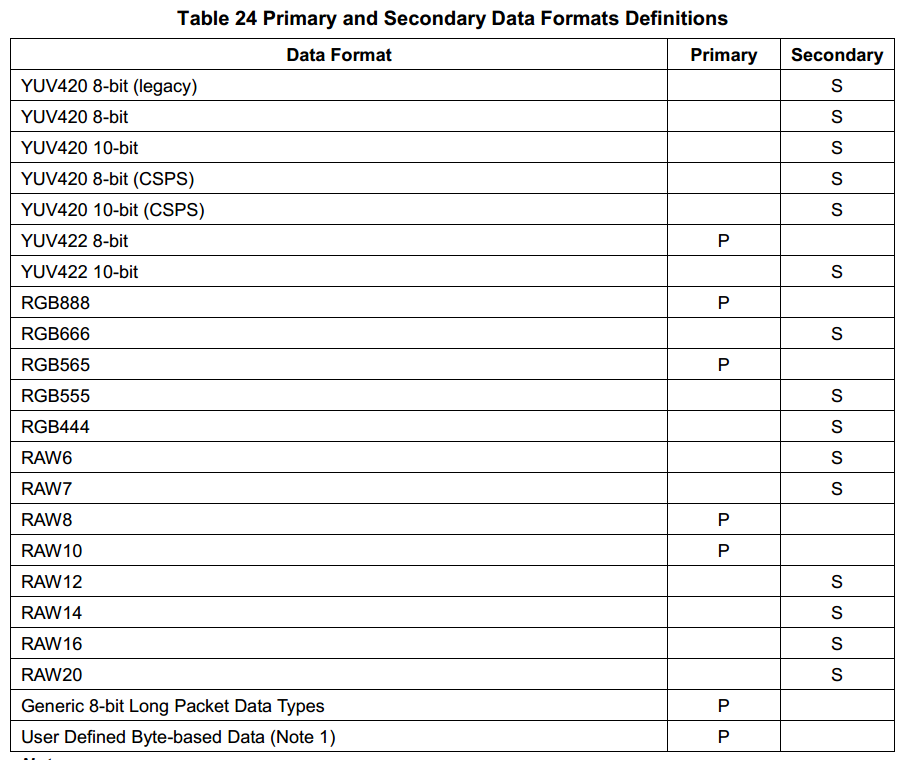 Table 24 Primary and Secondary Data Formats Definitions
Data Format Primary Secondary
YUV420 8-bit (legacy) S
YUV420 8-bit S
YUV420 10-bit S
YUV420 8-bit (CSPS) S
YUV420 10-bit (CSPS) S
YUV422 8-bit P
YUV422 10-bit S
RGB888 P
RGB666 S
RGB565 P
RGB555 S
RGB444 S
RAW6 S
RAW7 S
RAW8 P
RAW10 P
RAW12 S
RAW14 S
RAW16 S
RAW20 S
Generic 8-bit Long Packet Data Types P
User Defined Byte-based Data (Note 1) P